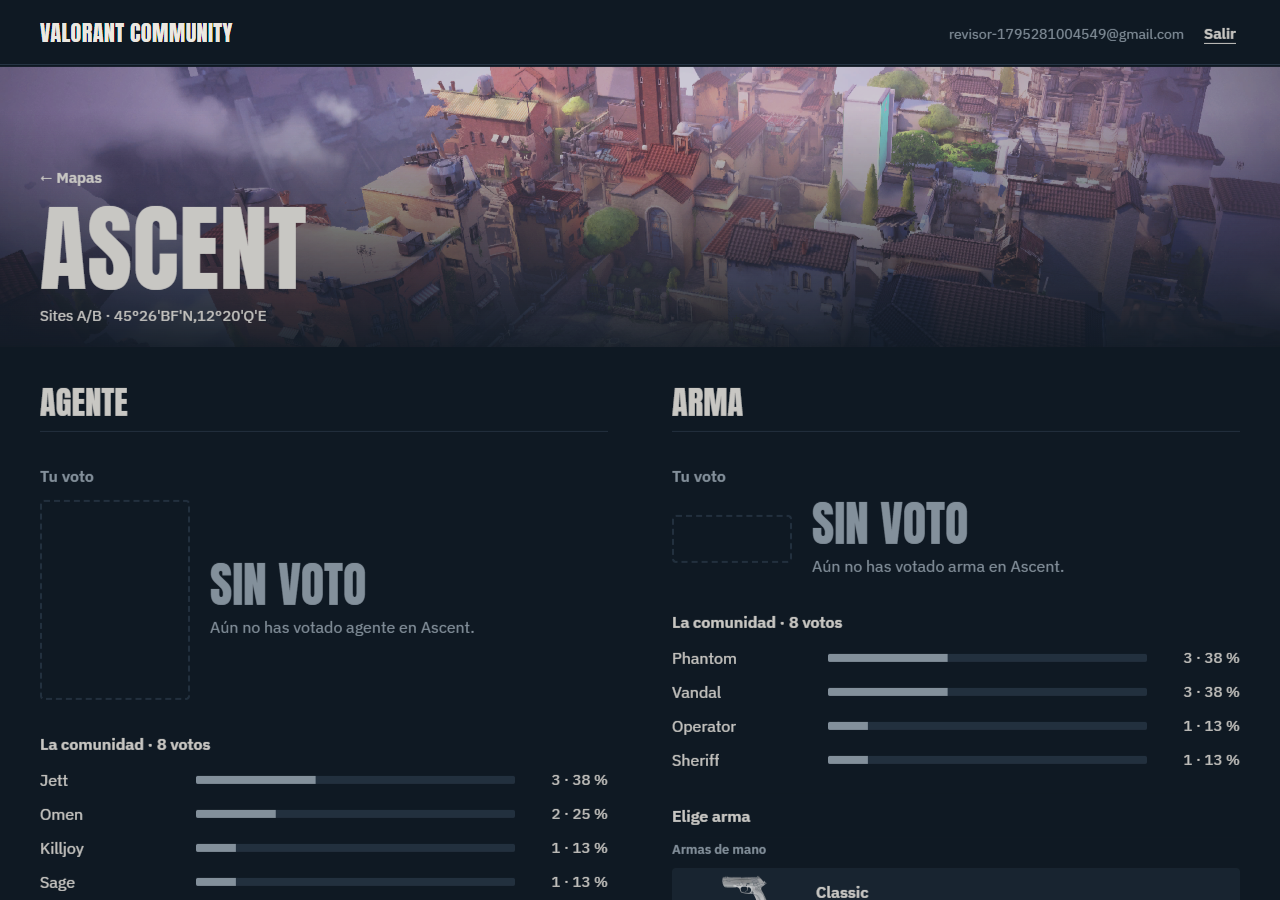 VALORANT COMMUNITY
revisor-1795281004549@gmail.com Salir
← Mapas
ASCENT
Sites A/B · 45°26'BF'N,12°20'Q'E
AGENTE
Tu voto
SIN VOTO
Aún no has votado agente en Ascent.
La comunidad · 8 votos
Jett 3 · 38 %
Omen 2 · 25 %
Killjoy 1 · 13 %
Sage 1 · 13 %
ARMA
Tu voto
SIN VOTO
Aún no has votado arma en Ascent.
La comunidad · 8 votos
Phantom 3 · 38 %
Vandal 3 · 38 %
Operator 1 · 13 %
Sheriff 1 · 13 %
Elige arma
Armas de mano
Classic